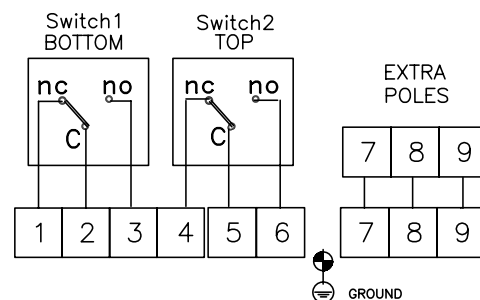 Switch1 Switch2
BOTTOM TOP
EXTRA
POLES
nc no nc no
C C
7 8 9
1 2 3 4 5 6 7 8 9
GROUND